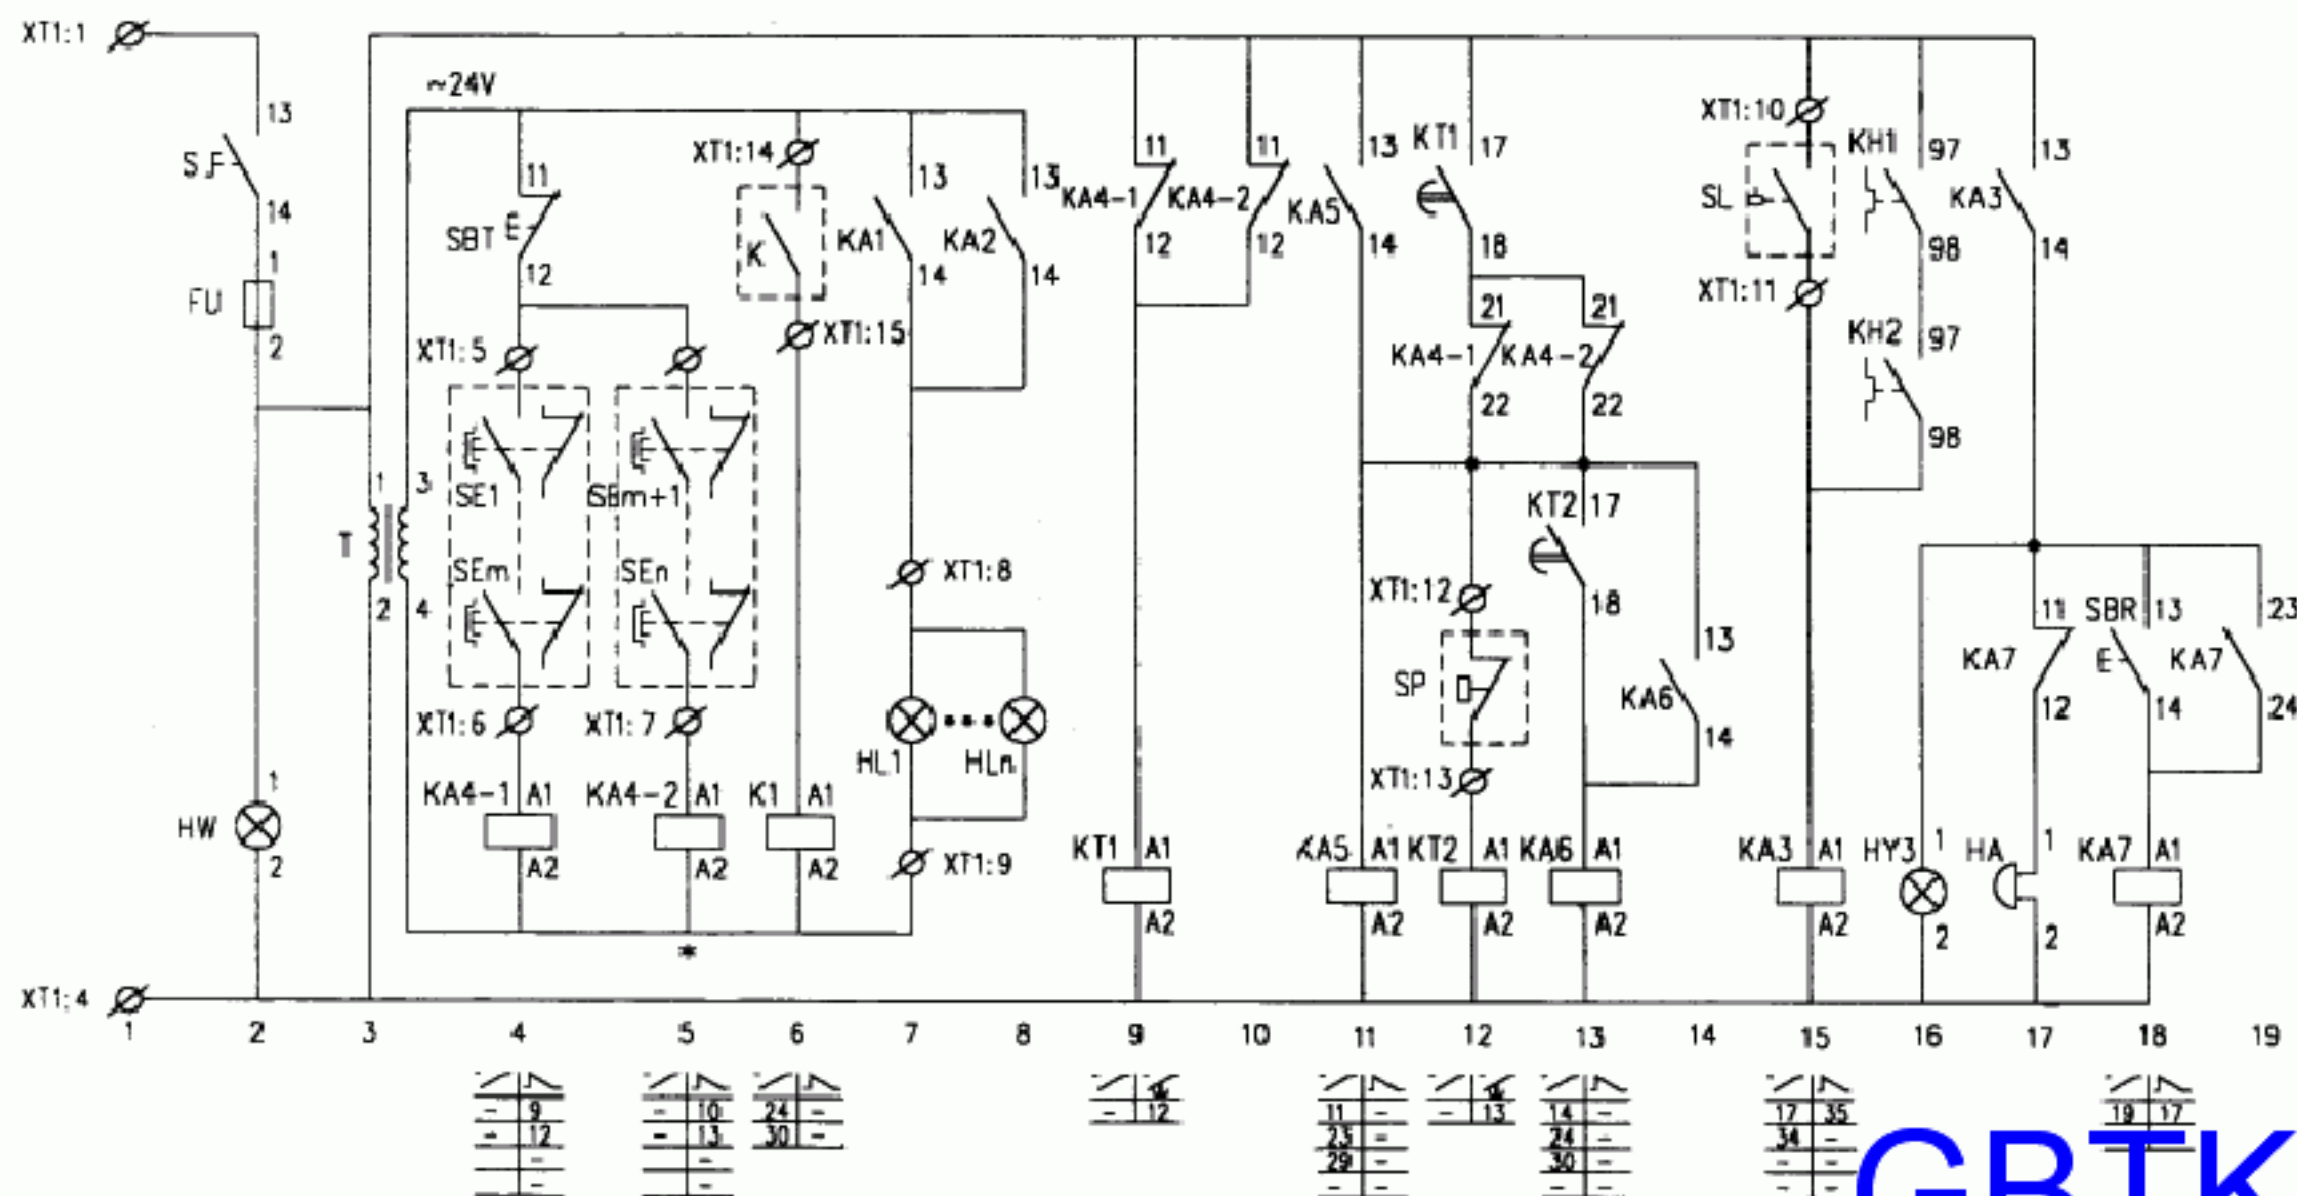 XT1:1
~24V
13
S F
14
1
FU
2
11
SBT E
12
XT1:14
K
XT1:15
13
KA1
14
13
KA2
14
11
KA4-1
12
11
KA4-2
12
13
KA5
14
KT1 17
18
XT1:10
SL
XT1:11
KH1 97
98
KH2 97
98
13
KA3
14
XT1:5
SE1
SEm+1
SEm
SEn
XT1:6
XT1:7
1 3
T
2 4
21
KA4-1
22
21
KA4-2
22
XT1:8
HL1
HLn
XT1:9
XT1:12
SP
XT1:13
KT2 17
18
13
KA6
14
11
KA7
12
SBR 13
E
14
23
KA7
24
1
HW
2
KA4-1 A1
A2
KA4-2 A1
A2
K1 A1
A2
KT1 A1
A2
KA5 A1
A2
KT2 A1
A2
KA6 A1
A2
KA3 A1
A2
HY3 1
2
HA 1
2
KA7 A1
A2
*
XT1:4
1 2 3 4 5 6 7 8 9 10 11 12 13 14 15 16 17 18 19
- 9 - 10 24 - - 12 11 - - 13 14 - 17 35 19 17
- 12 - 13 30 - 23 - 24 - 34 -
- - 29 - 30 - - -
- - - - - -
GBTK